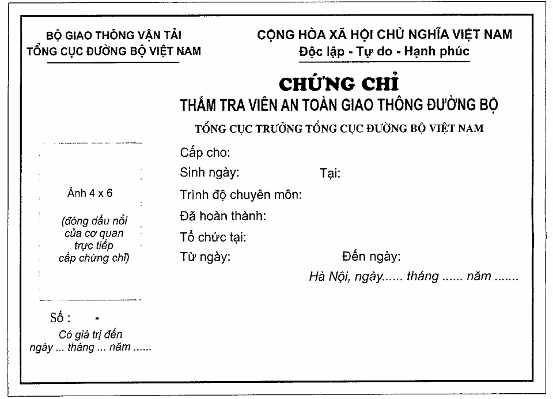 BỘ GIAO THÔNG VẬN TẢI
TỔNG CỤC ĐƯỜNG BỘ VIỆT NAM
CỘNG HÒA XÃ HỘI CHỦ NGHĨA VIỆT NAM
Độc lập - Tự do - Hạnh phúc
CHỨNG CHỈ
THẨM TRA VIÊN AN TOÀN GIAO THÔNG ĐƯỜNG BỘ
TỔNG CỤC TRƯỞNG TỔNG CỤC ĐƯỜNG BỘ VIỆT NAM
Cấp cho:
Sinh ngày: Tại:
Trình độ chuyên môn:
Đã hoàn thành:
Tổ chức tại:
Từ ngày: Đến ngày:
Hà Nội, ngày...... tháng ...... năm .......
Ảnh 4 x 6
(đóng dấu nổi
của cơ quan
trực tiếp
cấp chứng chỉ)
Số : -
Có giá trị đến
ngày ... tháng ... năm ......